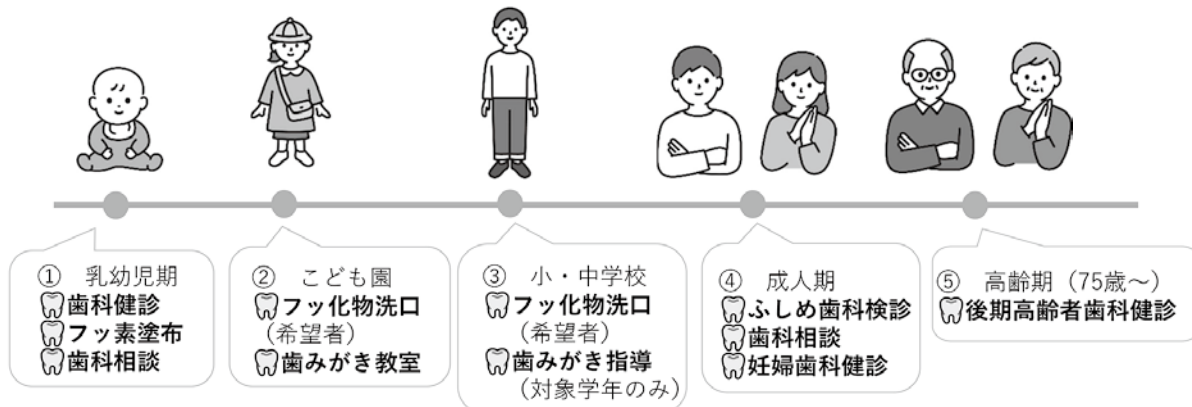 ① 乳幼児期
歯科健診
フッ素塗布
歯科相談
② こども園
フッ化物洗口
（希望者）
歯みがき教室
③ 小・中学校
フッ化物洗口
（希望者）
歯みがき指導
（対象学年のみ）
④ 成人期
ふしめ歯科検診
歯科相談
妊婦歯科健診
⑤ 高齢期（75歳～）
後期高齢者歯科健診